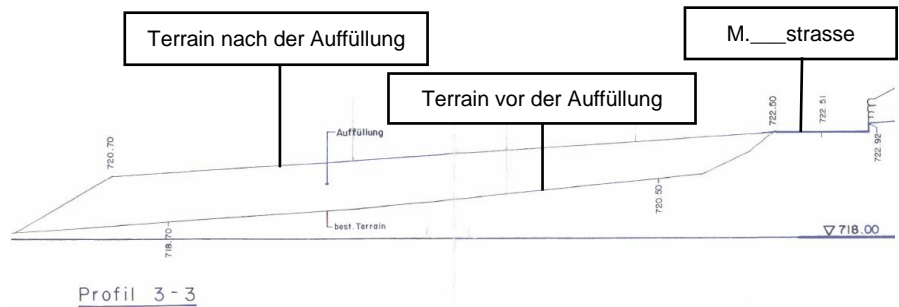 Terrain nach der Auffüllung
M.___strasse
Terrain vor der Auffüllung
720.70
Auffüllung
722.50
722.51
722.92
718.70
best. Terrain
720.50
▽ 718.00
Profil 3-3